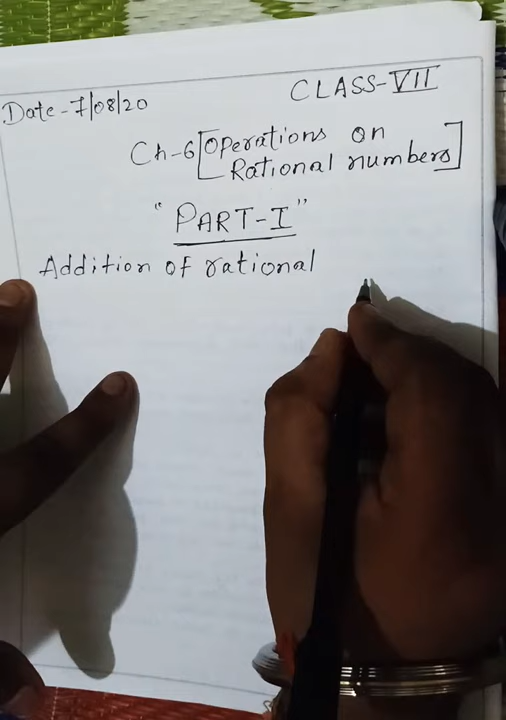 Date-7/08/20
CLASS-VII
Ch-6[Operations on
Rational numbers]
"PART-I"
Addition of rational